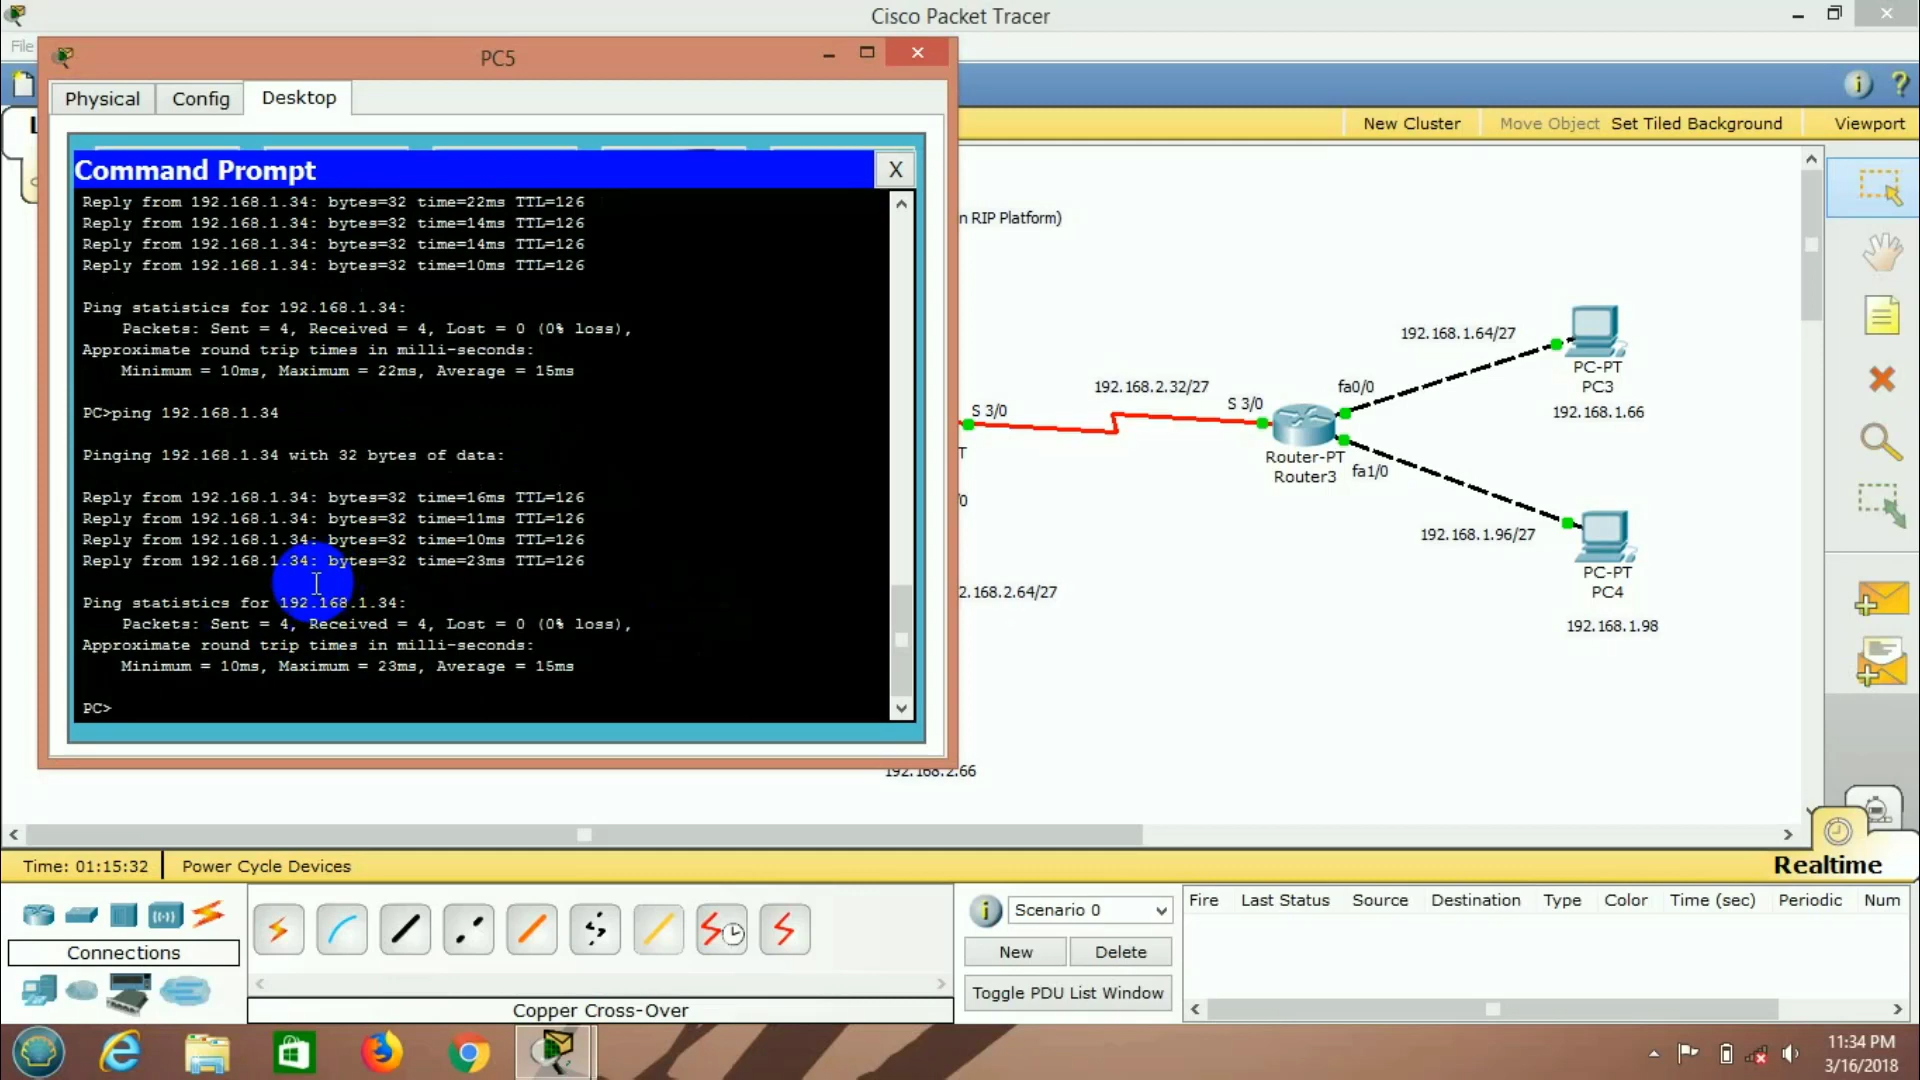 Cisco Packet Tracer
File
PC5
Physical
Config
Desktop
New Cluster
Move Object
Set Tiled Background
Viewport
Command Prompt
X
Reply from 192.168.1.34: bytes=32 time=22ms TTL=126
Reply from 192.168.1.34: bytes=32 time=14ms TTL=126
Reply from 192.168.1.34: bytes=32 time=14ms TTL=126
Reply from 192.168.1.34: bytes=32 time=10ms TTL=126
Ping statistics for 192.168.1.34:
Packets: Sent = 4, Received = 4, Lost = 0 (0% loss),
Approximate round trip times in milli-seconds:
Minimum = 10ms, Maximum = 22ms, Average = 15ms
PC>ping 192.168.1.34
Pinging 192.168.1.34 with 32 bytes of data:
Reply from 192.168.1.34: bytes=32 time=16ms TTL=126
Reply from 192.168.1.34: bytes=32 time=11ms TTL=126
Reply from 192.168.1.34: bytes=32 time=10ms TTL=126
Reply from 192.168.1.34: bytes=32 time=23ms TTL=126
Ping statistics for 192.168.1.34:
Packets: Sent = 4, Received = 4, Lost = 0 (0% loss),
Approximate round trip times in milli-seconds:
Minimum = 10ms, Maximum = 23ms, Average = 15ms
PC>
n RIP Platform)
192.168.1.64/27
PC-PT
PC3
192.168.1.66
fa0/0
192.168.2.32/27
S 3/0
S 3/0
Router-PT
Router3
fa1/0
T
/0
192.168.1.96/27
PC-PT
PC4
192.168.1.98
2.168.2.64/27
192.168.2.66
Time: 01:15:32
Power Cycle Devices
Realtime
Connections
Copper Cross-Over
Scenario 0
New
Delete
Toggle PDU List Window
Fire
Last Status
Source
Destination
Type
Color
Time (sec)
Periodic
Num
11:34 PM
3/16/2018